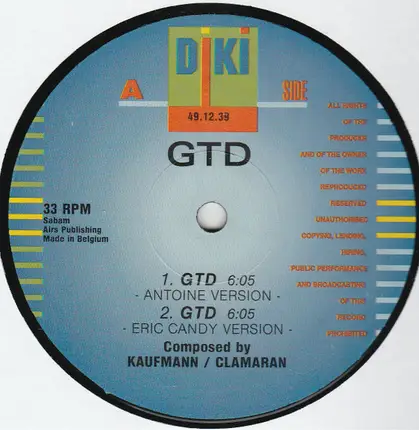 DiKi
A SIDE
49.12.39
GTD
33 RPM
Sabam
Airs Publishing
Made in Belgium
ALL RIGHTS
OF THE
PRODUCER
AND OF THE OWNER
OF THE WORK
REPRODUCED
RESERVED
UNAUTHORISED
COPYING, LENDING,
HIRING,
PUBLIC PERFORMANCE
AND BROADCASTING
OF THIS
RECORD
PROHIBITED
1. GTD 6:05
- ANTOINE VERSION -
2. GTD 6:05
- ERIC CANDY VERSION -
Composed by
KAUFMANN / CLAMARAN